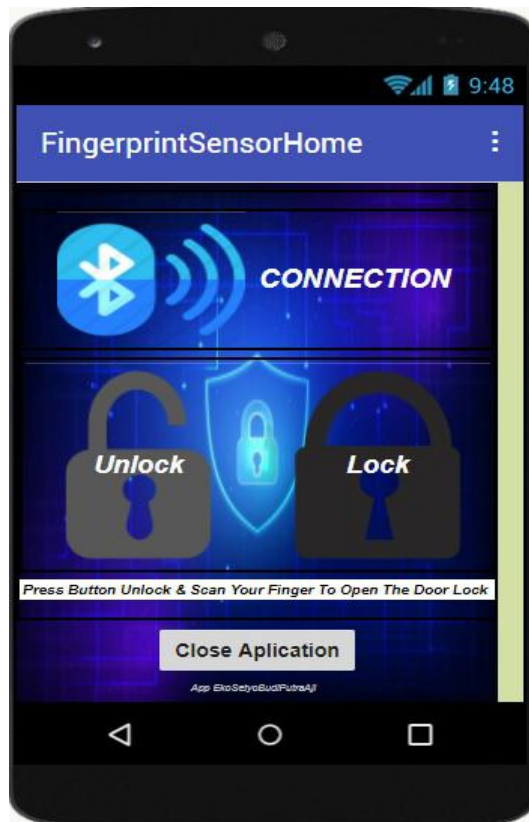 9:48
FingerprintSensorHome
CONNECTION
Unlock
Lock
Press Button Unlock & Scan Your Finger To Open The Door Lock
Close Aplication
App EkoSetyoBudiPutraAji